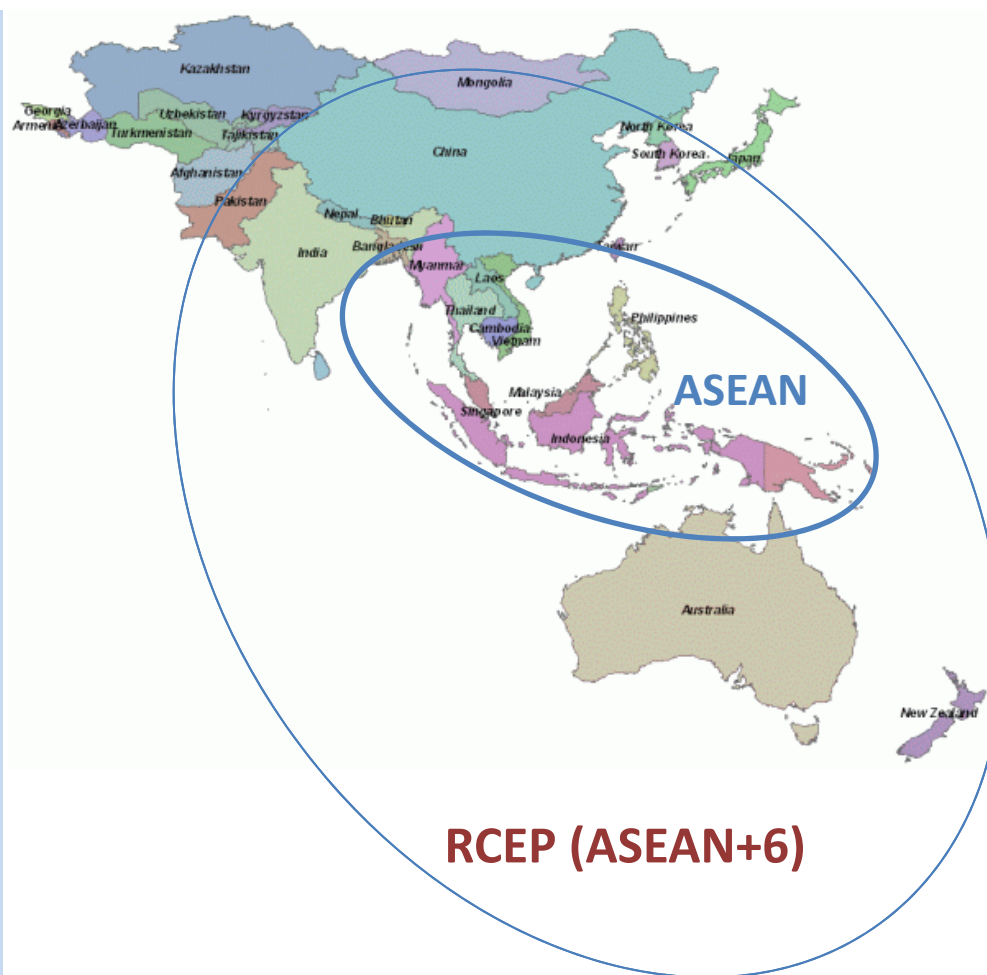 Kazakhstan
Mongolia
Georgia
Uzbekistan
Kyrgyzstan
Armenia
Azerbaijan
Turkmenistan
Tajikistan
North Korea
South Korea
Japan
China
Afghanistan
Pakistan
Nepal
Bhutan
India
Bangladesh
Taiwan
Myanmar
Laos
Thailand
Philippines
Cambodia
Vietnam
ASEAN
Malaysia
Singapore
Indonesia
Australia
New Zealand
RCEP (ASEAN+6)